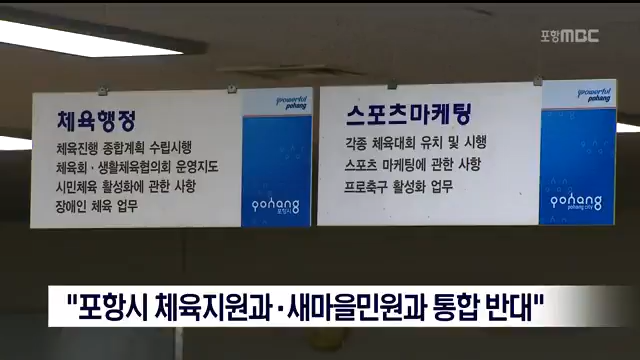 포항MBC
powerful
pohang
체육행정
체육진행 종합계획 수립시행
체육회·생활체육협의회 운영지도
시민체육 활성화에 관한 사항
장애인 체육 업무
pohang
포항시
powerful
pohang
스포츠마케팅
각종 체육대회 유치 및 시행
스포츠 마케팅에 관한 사항
프로축구 활성화 업무
pohang
pohang city
"포항시 체육지원과·새마을민원과 통합 반대"